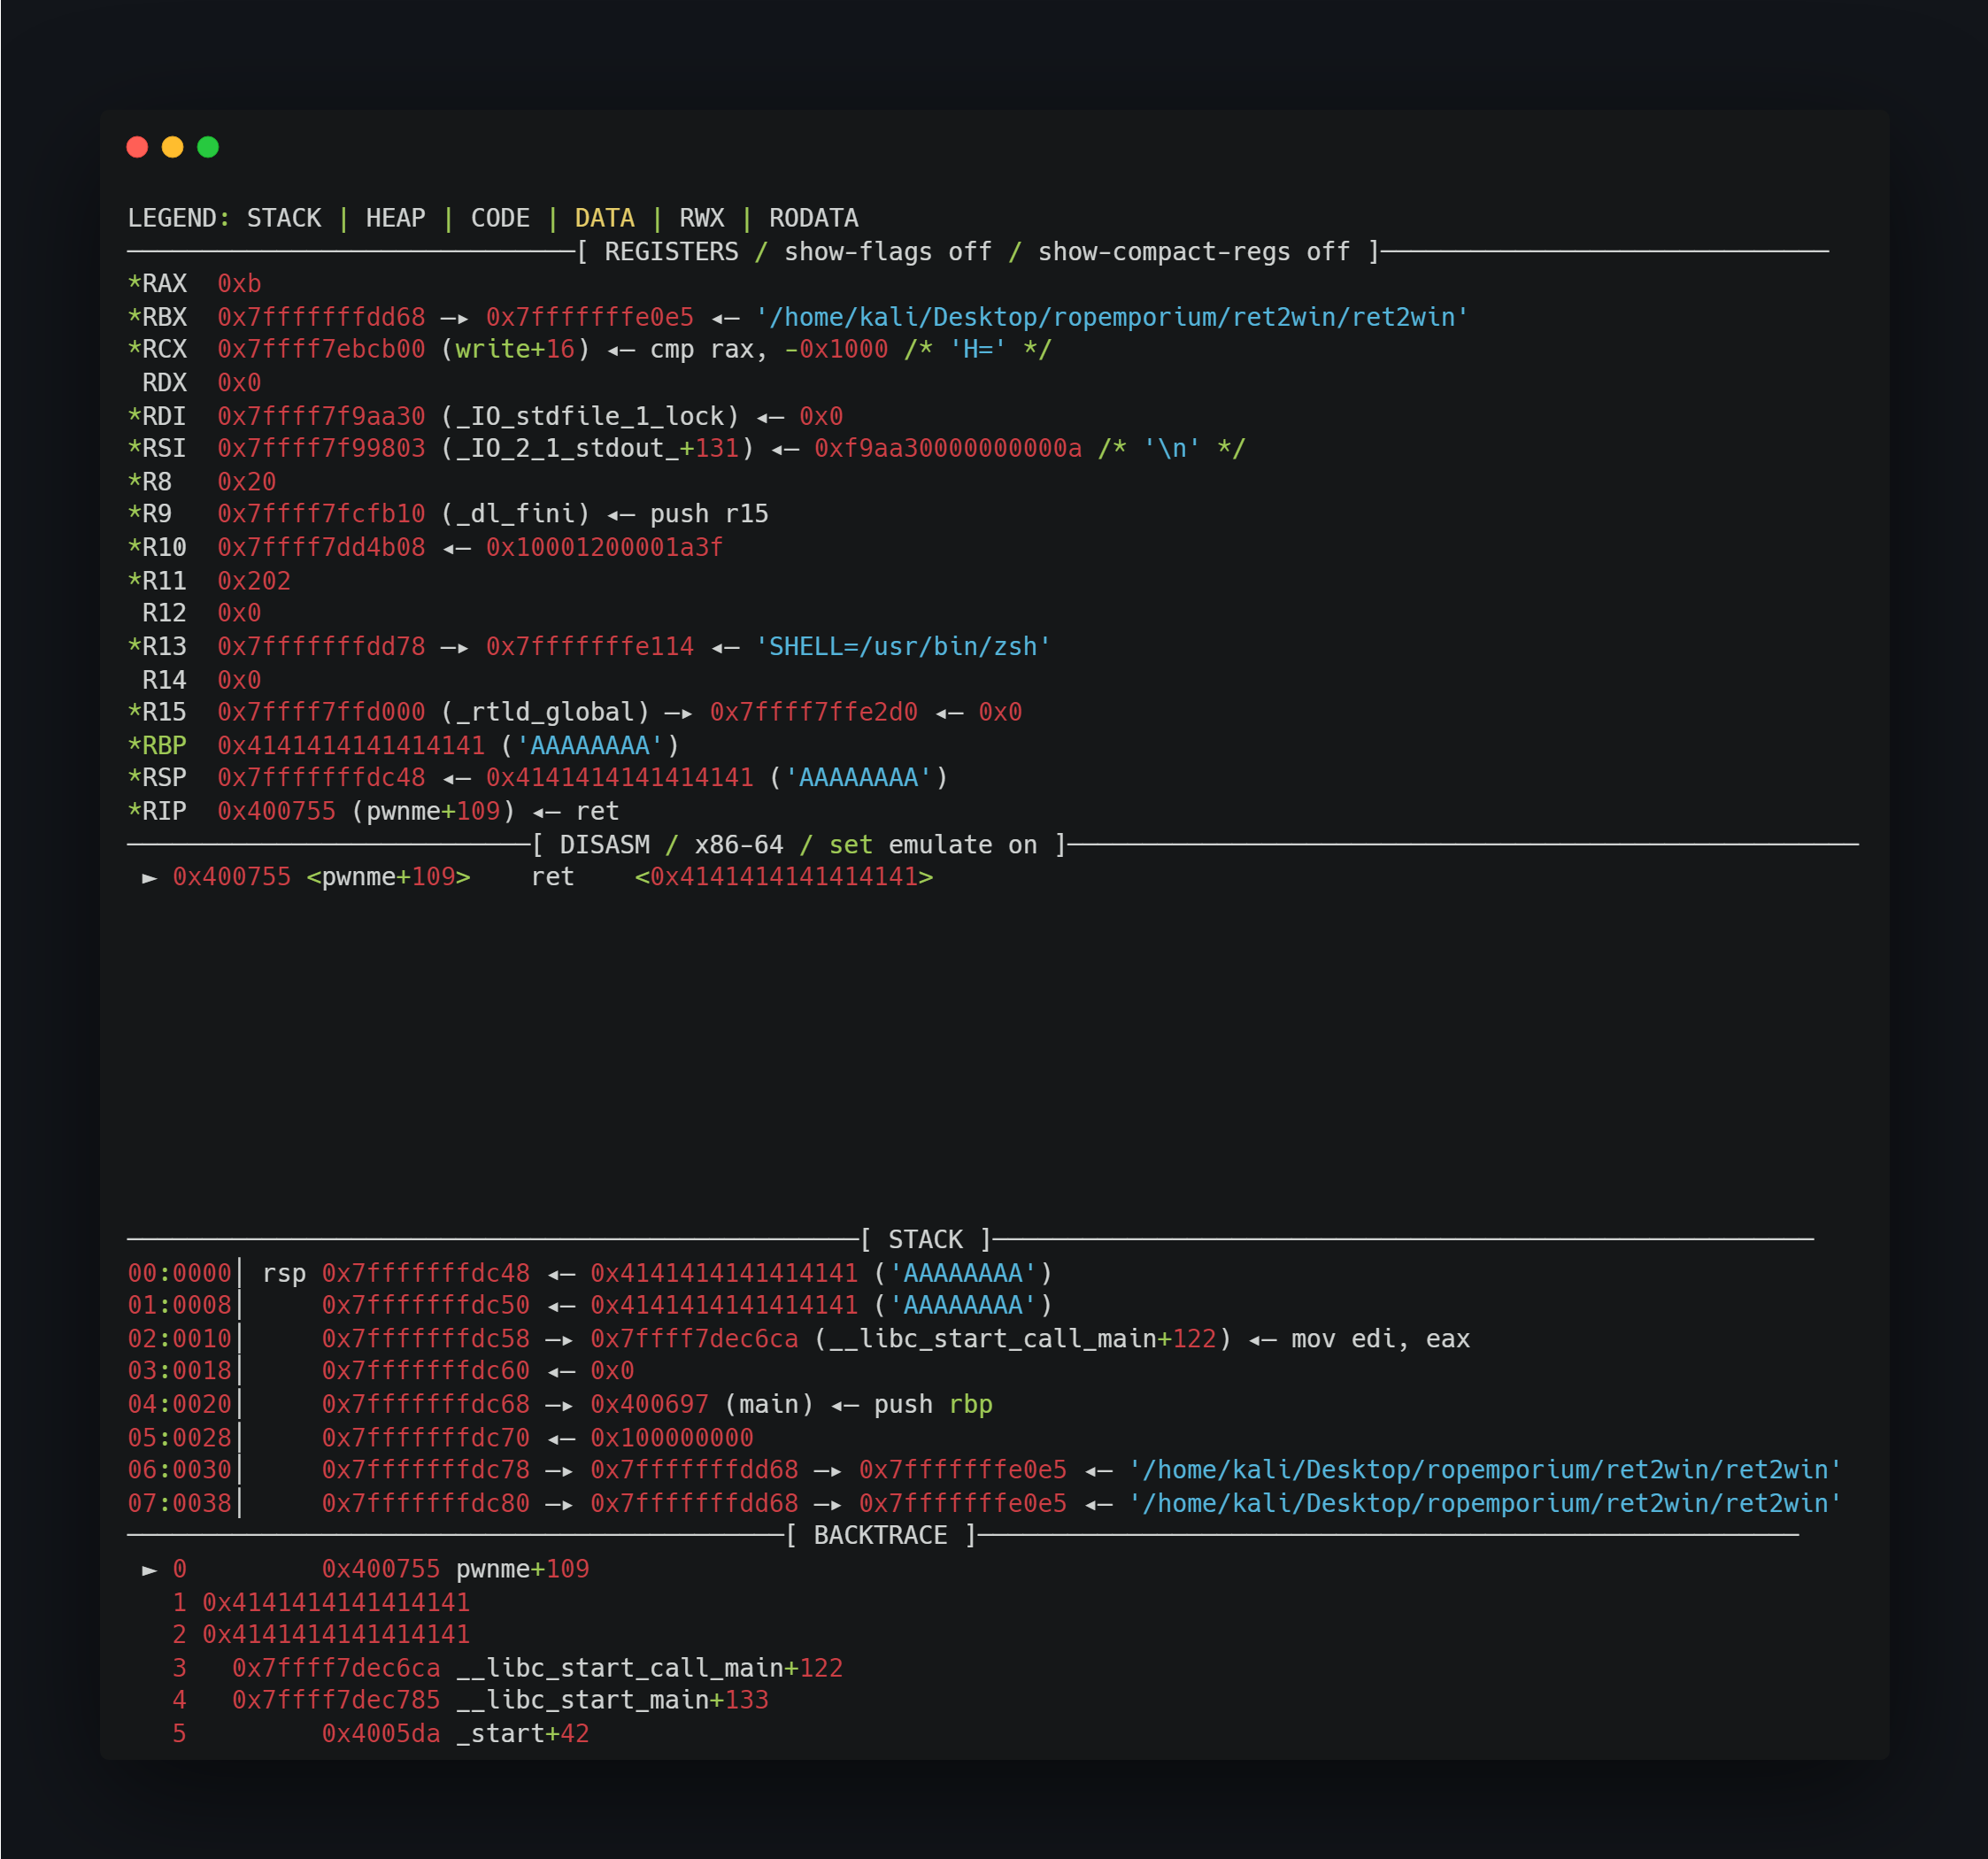 LEGEND: STACK | HEAP | CODE | DATA | RWX | RODATA
──────────────────────────────[ REGISTERS / show-flags off / show-compact-regs off ]──────────────────────────────
*RAX  0xb
*RBX  0x7fffffffdd68 —▸ 0x7fffffffe0e5 ◂— '/home/kali/Desktop/ropemporium/ret2win/ret2win'
*RCX  0x7ffff7ebcb00 (write+16) ◂— cmp rax, -0x1000 /* 'H=' */
 RDX  0x0
*RDI  0x7ffff7f9aa30 (_IO_stdfile_1_lock) ◂— 0x0
*RSI  0x7ffff7f99803 (_IO_2_1_stdout_+131) ◂— 0xf9aa30000000000a /* '\n' */
*R8   0x20
*R9   0x7ffff7fcfb10 (_dl_fini) ◂— push r15
*R10  0x7ffff7dd4b08 ◂— 0x10001200001a3f
*R11  0x202
 R12  0x0
*R13  0x7fffffffdd78 —▸ 0x7fffffffe114 ◂— 'SHELL=/usr/bin/zsh'
 R14  0x0
*R15  0x7ffff7ffd000 (_rtld_global) —▸ 0x7ffff7ffe2d0 ◂— 0x0
*RBP  0x4141414141414141 ('AAAAAAAA')
*RSP  0x7fffffffdc48 ◂— 0x4141414141414141 ('AAAAAAAA')
*RIP  0x400755 (pwnme+109) ◂— ret
───────────────────────────[ DISASM / x86-64 / set emulate on ]─────────────────────────────────────────────────────
 ► 0x400755 <pwnme+109>    ret    <0x4141414141414141>
─────────────────────────────────────────────────[ STACK ]───────────────────────────────────────────────────────
00:0000│ rsp 0x7fffffffdc48 ◂— 0x4141414141414141 ('AAAAAAAA')
01:0008│     0x7fffffffdc50 ◂— 0x4141414141414141 ('AAAAAAAA')
02:0010│     0x7fffffffdc58 —▸ 0x7ffff7dec6ca (__libc_start_call_main+122) ◂— mov edi, eax
03:0018│     0x7fffffffdc60 ◂— 0x0
04:0020│     0x7fffffffdc68 —▸ 0x400697 (main) ◂— push rbp
05:0028│     0x7fffffffdc70 ◂— 0x100000000
06:0030│     0x7fffffffdc78 —▸ 0x7fffffffdd68 —▸ 0x7fffffffe0e5 ◂— '/home/kali/Desktop/ropemporium/ret2win/ret2win'
07:0038│     0x7fffffffdc80 —▸ 0x7fffffffdd68 —▸ 0x7fffffffe0e5 ◂— '/home/kali/Desktop/ropemporium/ret2win/ret2win'
────────────────────────────────────────────[ BACKTRACE ]───────────────────────────────────────────────────────
 ► 0         0x400755 pwnme+109
   1 0x4141414141414141
   2 0x4141414141414141
   3   0x7ffff7dec6ca __libc_start_call_main+122
   4   0x7ffff7dec785 __libc_start_main+133
   5         0x4005da _start+42